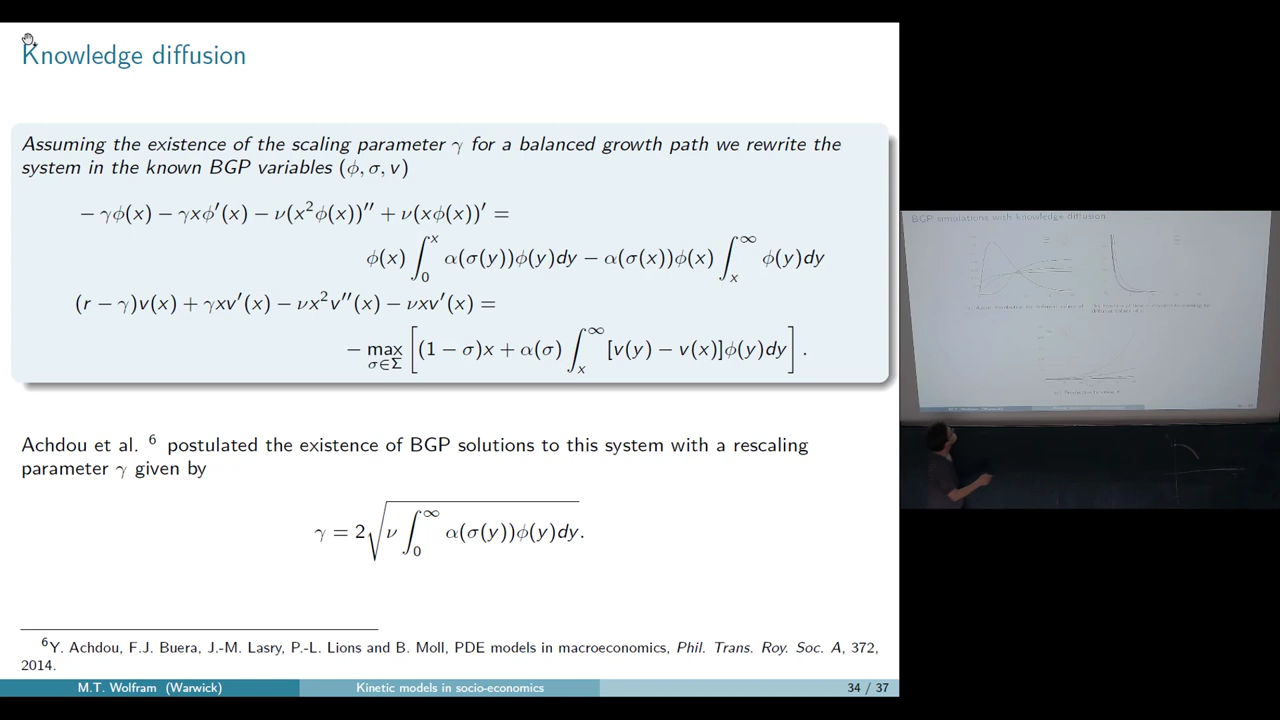 Knowledge diffusion
Assuming the existence of the scaling parameter γ for a balanced growth path we rewrite the
system in the known BGP variables (ϕ, σ, v)
− γϕ(x) − γxϕ′(x) − ν(x²ϕ(x))′′ + ν(xϕ(x))′ =
ϕ(x) ∫₀ˣ α(σ(y))ϕ(y)dy − α(σ(x))ϕ(x) ∫ₓ^∞ ϕ(y)dy
(r − γ)v(x) + γxv′(x) − νx²v′′(x) − νxv′(x) =
− max_{σ∈Σ} [(1 − σ)x + α(σ) ∫ₓ^∞ [v(y) − v(x)]ϕ(y)dy] .
Achdou et al. ⁶ postulated the existence of BGP solutions to this system with a rescaling
parameter γ given by
γ = 2√(ν ∫₀^∞ α(σ(y))ϕ(y)dy).
⁶Y. Achdou, F.J. Buera, J.-M. Lasry, P.-L. Lions and B. Moll, PDE models in macroeconomics, Phil. Trans. Roy. Soc. A, 372,
2014.
M.T. Wolfram (Warwick) Kinetic models in socio-economics 34 / 37
BGP simulations with knowledge diffusion